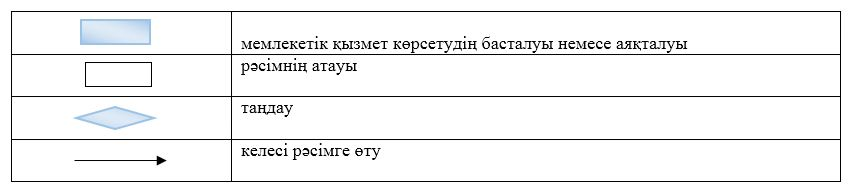 мемлекеттік қызмет көрсетудің басталуы немесе аяқталуы
рәсімнің атауы
таңдау
келесі рәсімге өту